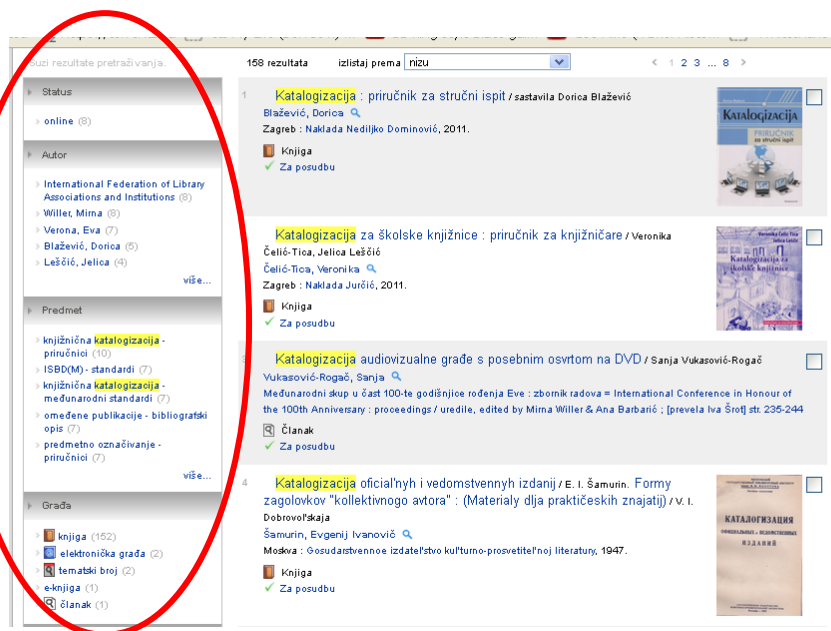 Suzi rezultate pretraživanja.
Status
online (8)
Autor
International Federation of Library
Associations and Institutions (8)
Willer, Mirna (8)
Verona, Eva (7)
Blažević, Dorica (5)
Leščić, Jelica (4)
više...
Predmet
knjižnična katalogizacija -
priručnici (10)
ISBD(M) - standardi (7)
knjižnična katalogizacija -
međunarodni standardi (7)
omeđene publikacije - bibliografski
opis (7)
predmetno označivanje -
priručnici (7)
više...
Građa
knjiga (152)
elektronička građa (2)
tematski broj (2)
e-knjiga (1)
članak (1)
158 rezultata izlistaj prema nizu < 1 2 3 ... 8 >
1 Katalogizacija : priručnik za stručni ispit / sastavila Dorica Blažević
Blažević, Dorica
Zagreb : Naklada Nediljko Dominović, 2011.
Knjiga
Za posudbu
KATALOGIZACIJA
PRIRUČNIK
za stručni ispit
Katalogizacija za školske knjižnice : priručnik za knjižničare / Veronika
Čelić-Tica, Jelica Leščić
Čelić-Tica, Veronika
Zagreb : Naklada Jurčić, 2011.
Knjiga
Za posudbu
Veronika Čelić Tica
Jelica Leščić
Katalogizacija za
školske knjižnice
3 Katalogizacija audiovizualne građe s posebnim osvrtom na DVD / Sanja Vukasović-Rogač
Vukasović-Rogač, Sanja
Međunarodni skup u čast 100-te godišnjice rođenja Eve : zbornik radova = International Conference in Honour of
the 100th Anniversary : proceedings / uredile, edited by Mirna Willer & Ana Barbarić ; [prevela Iva Šrot] str. 235-244
Članak
Za posudbu
4 Katalogizacija oficial'nyh i vedomstvennyh izdanij / E. I. Šamurin. Formy
zagolovkov "kollektivnogo avtora" : (Materialy dlja praktičeskih znajatij) / V. I.
Dobrovol'skaja
Šamurin, Evgenij Ivanovič
Moskva : Gosudarstvennoe izdatel'stvo kul'turno-prosvetitel'noj literatury, 1947.
Knjiga
Za posudbu
КАТАЛОГИЗАЦИЯ
ОФИЦИАЛЬНЫХ и ВЕДОМСТВЕННЫХ
ИЗДАНИЙ